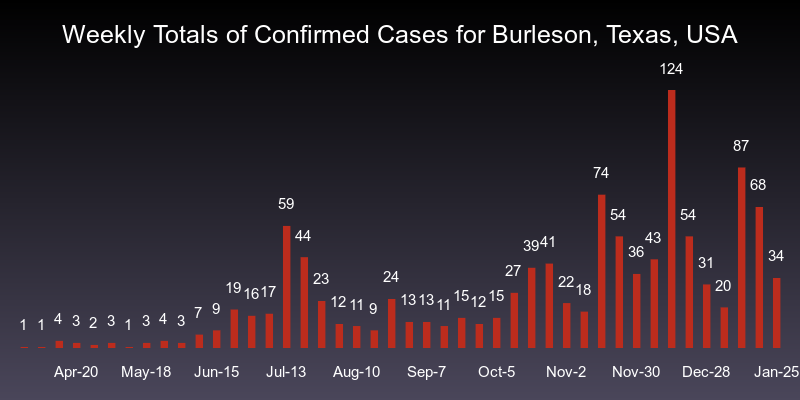 Weekly Totals of Confirmed Cases for Burleson, Texas, USA
1 1 4 3 2 3 1 3 4 3 7 9 19 16 17 59 44 23 12 11 9 24 13 13 11 15 12 15 27 39 41 22 18 74 54 36 43 124 54 31 20 87 68 34
Apr-20 May-18 Jun-15 Jul-13 Aug-10 Sep-7 Oct-5 Nov-2 Nov-30 Dec-28 Jan-25